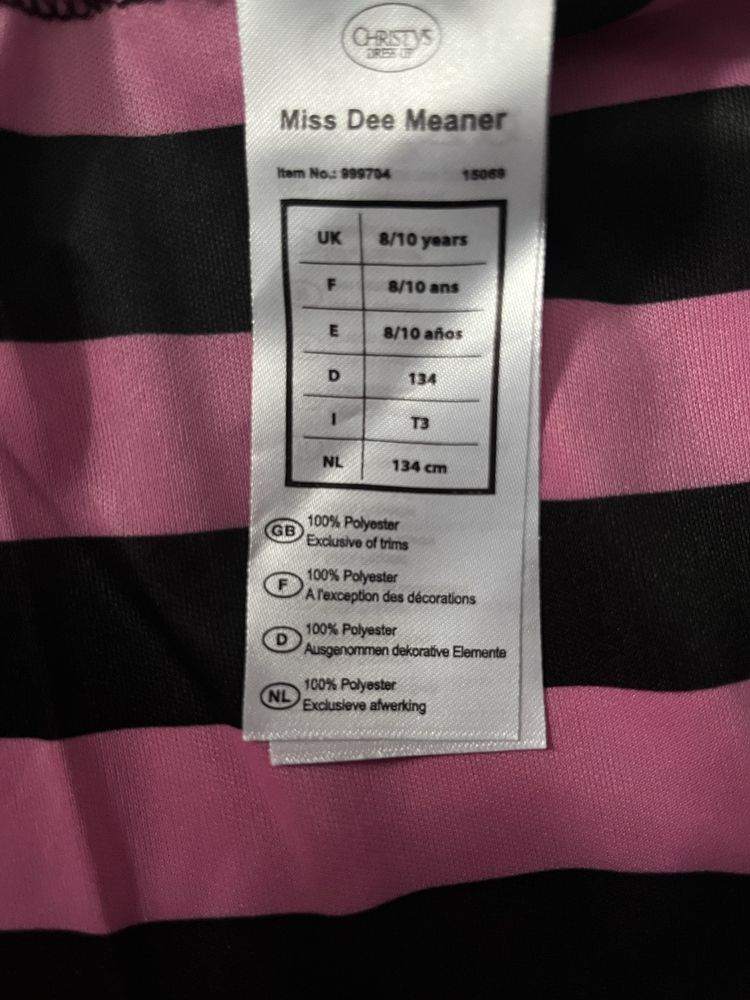 CHRISTYS
DRESS UP
Miss Dee Meaner
Item No.: 999704 15069
UK 8/10 years
F 8/10 ans
E 8/10 años
D 134
I T3
NL 134 cm
GB 100% Polyester
Exclusive of trims
F 100% Polyester
A l'exception des décorations
D 100% Polyester
Ausgenommen dekorative Elemente
NL 100% Polyester
Exclusieve afwerking